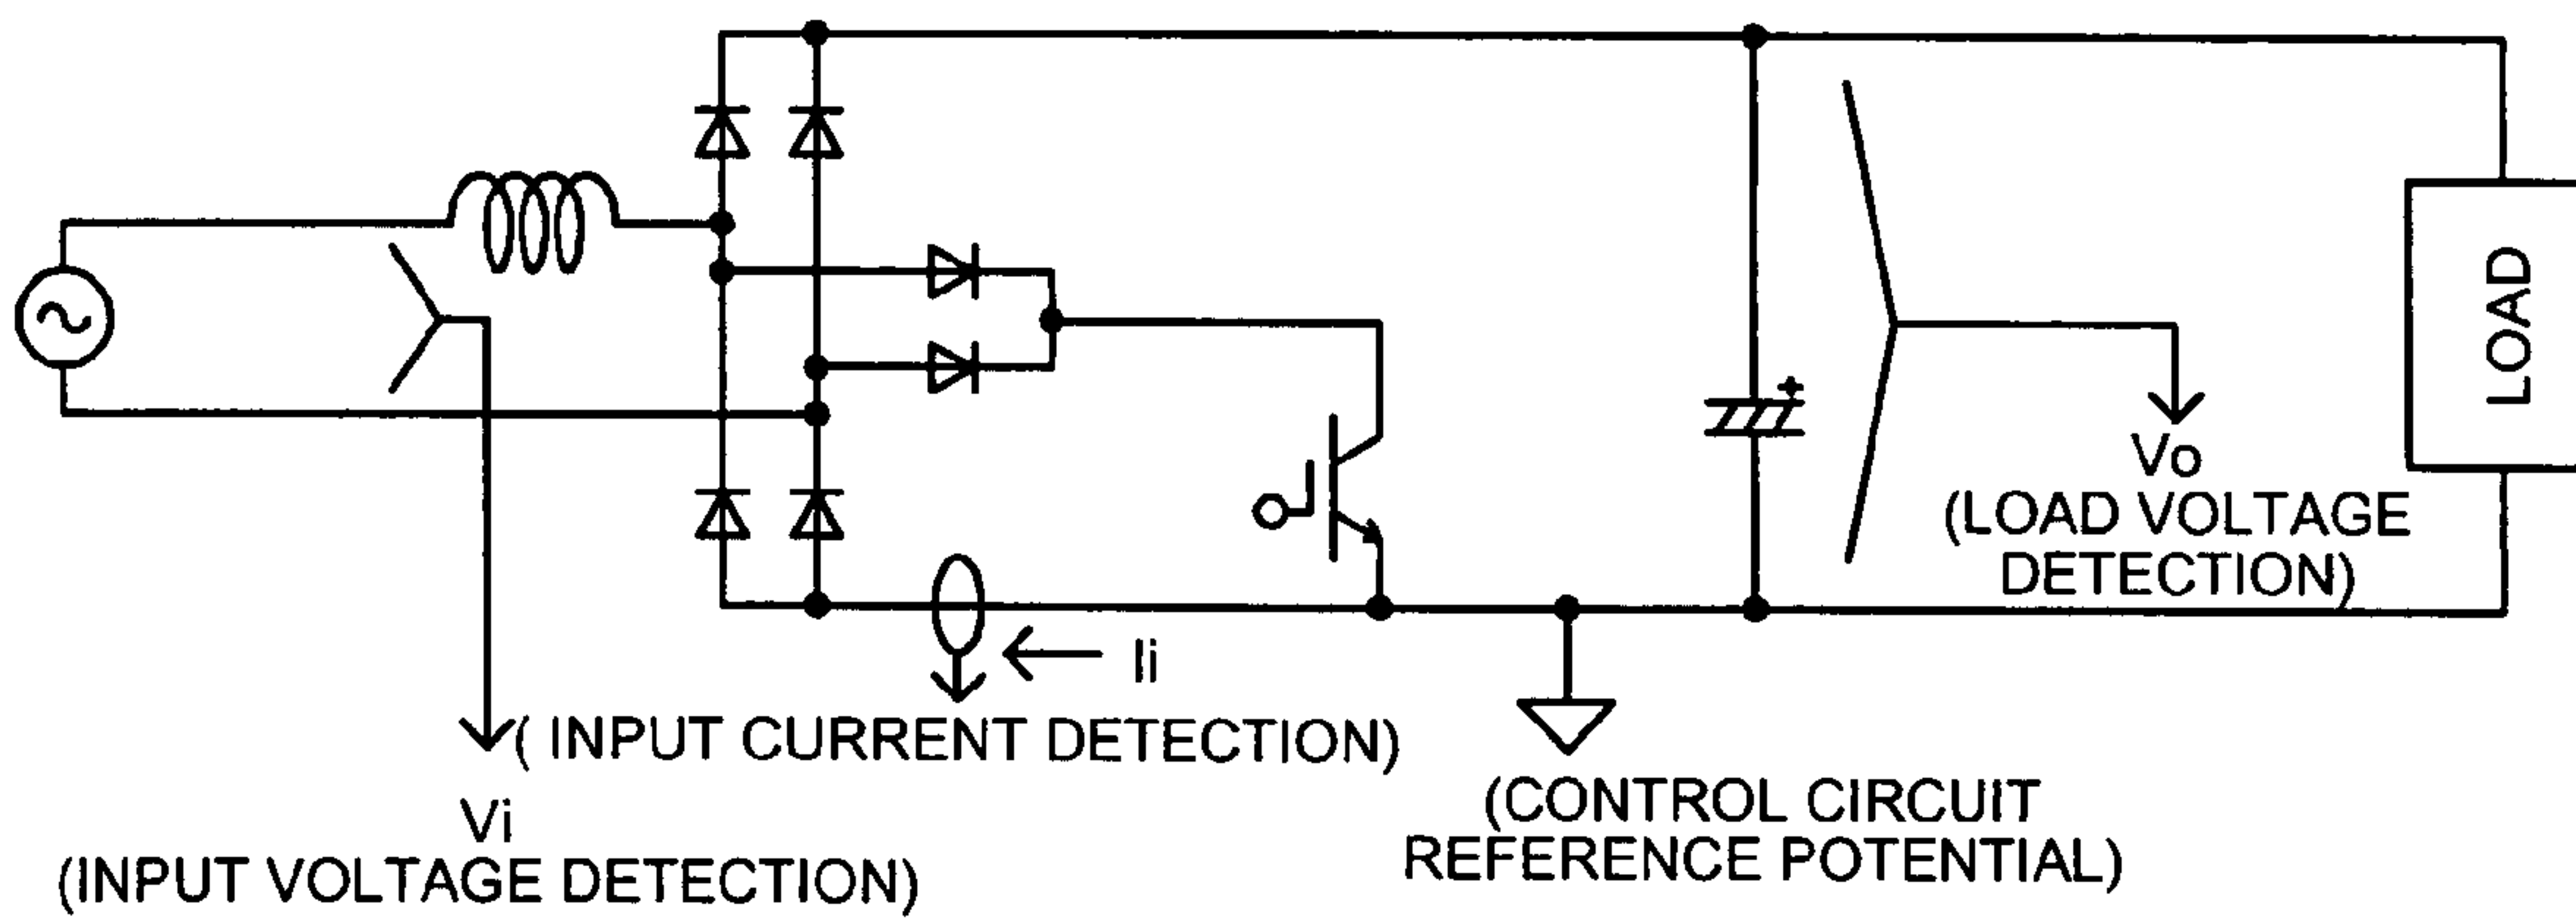 LOAD
Vo
(LOAD VOLTAGE
DETECTION)
Ii
( INPUT CURRENT DETECTION)
Vi
(INPUT VOLTAGE DETECTION)
(CONTROL CIRCUIT
REFERENCE POTENTIAL)
+